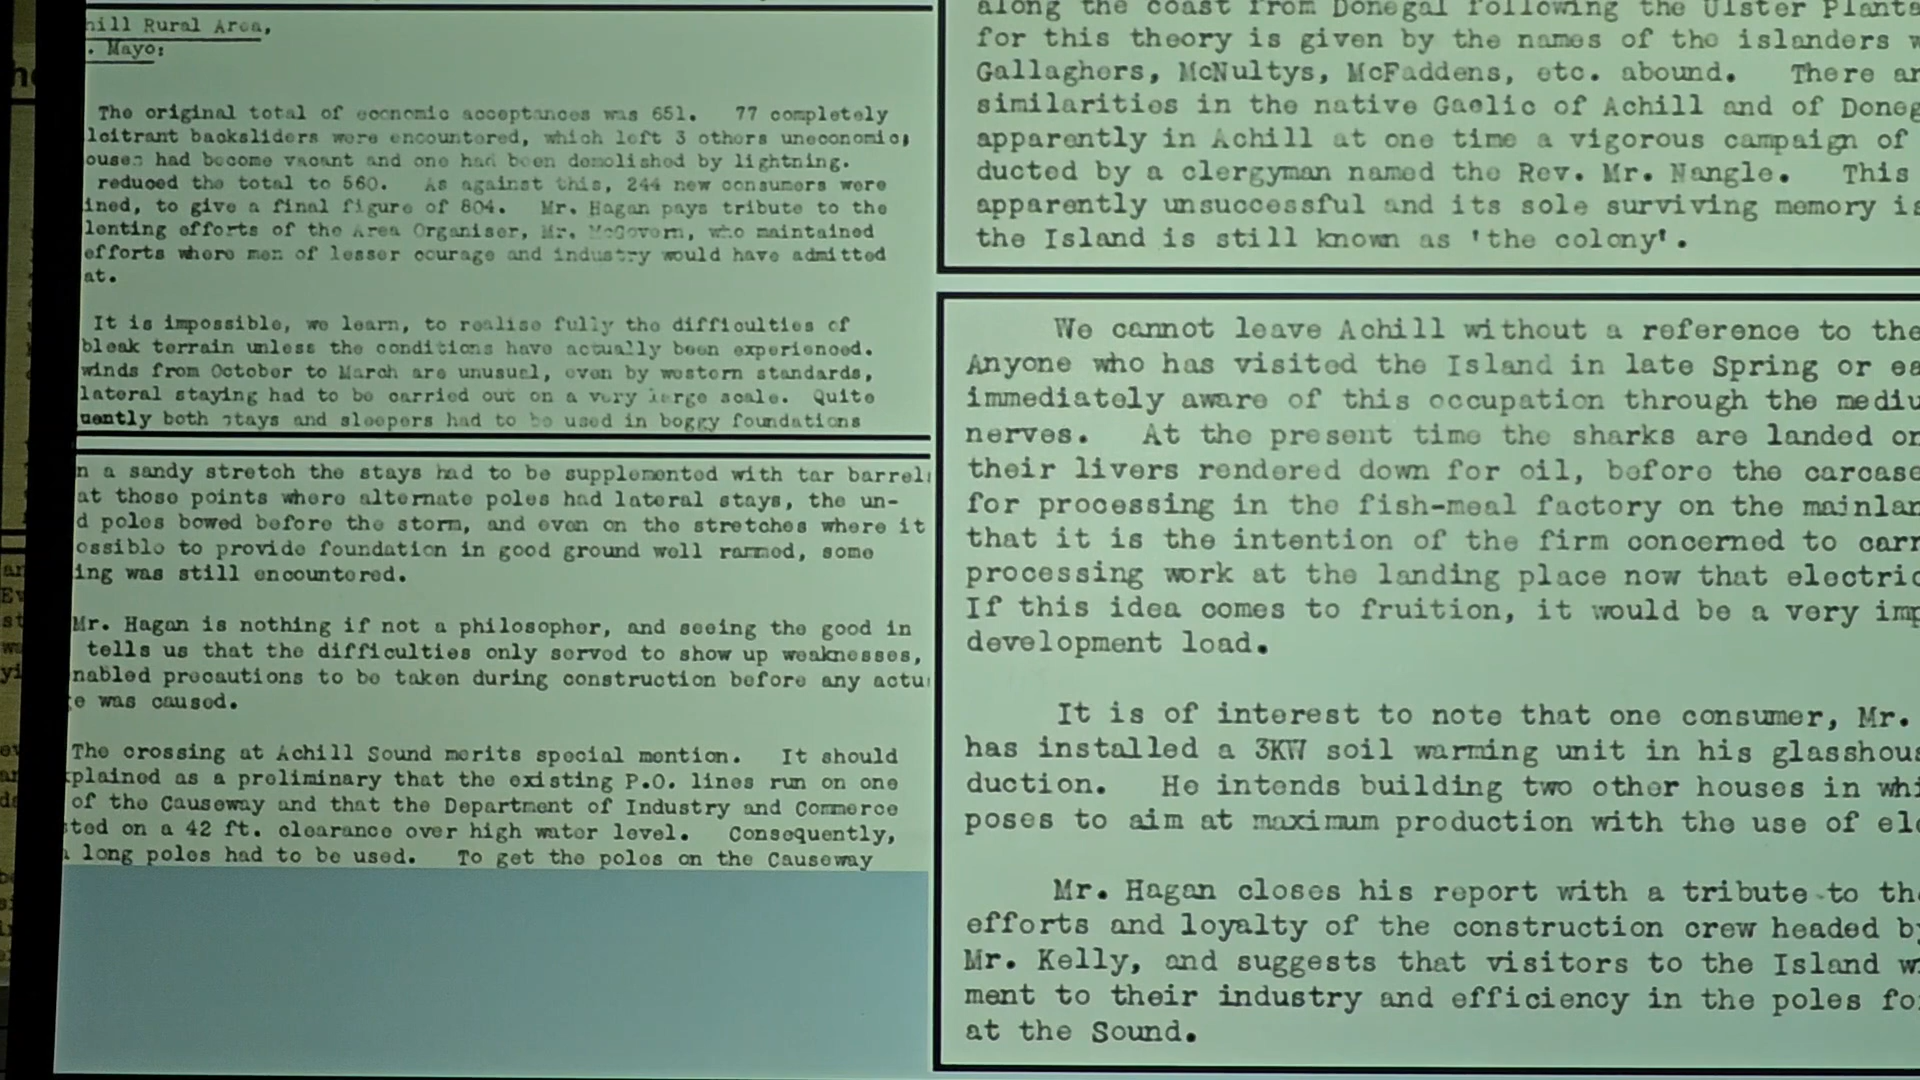 hill Rural Area,
. Mayo:
The original total of economic acceptances was 651. 77 completely
lcitrant backsliders were encountered, which left 3 others uneconomic;
ouses had become vacant and one had been demolished by lightning.
reduced the total to 560. As against this, 244 new consumers were
ined, to give a final figure of 804. Mr. Hagan pays tribute to the
lenting efforts of the Area Organiser, Mr. McGovern, who maintained
efforts where men of lesser courage and industry would have admitted
at.
It is impossible, we learn, to realise fully the difficulties of
bleak terrain unless the conditions have actually been experienced.
winds from October to March are unusual, even by western standards,
lateral staying had to be carried out on a very large scale. Quite
uently both stays and sleepers had to be used in boggy foundations
n a sandy stretch the stays had to be supplemented with tar barrels
at those points where alternate poles had lateral stays, the un-
d poles bowed before the storm, and even on the stretches where it
ossible to provide foundation in good ground well rammed, some
ing was still encountered.
Mr. Hagan is nothing if not a philosopher, and seeing the good in
tells us that the difficulties only served to show up weaknesses,
nabled precautions to be taken during construction before any actu
e was caused.
The crossing at Achill Sound merits special mention. It should
plained as a preliminary that the existing P.O. lines run on one
of the Causeway and that the Department of Industry and Commerce
sted on a 42 ft. clearance over high water level. Consequently,
long poles had to be used. To get the poles on the Causeway
along the coast from Donegal following the Ulster Planta
for this theory is given by the names of the islanders w
Gallaghers, McNultys, McFaddens, etc. abound. There ar
similarities in the native Gaelic of Achill and of Doneg
apparently in Achill at one time a vigorous campaign of
ducted by a clergyman named the Rev. Mr. Nangle. This
apparently unsuccessful and its sole surviving memory is
the Island is still known as 'the colony'.
We cannot leave Achill without a reference to the
Anyone who has visited the Island in late Spring or ea
immediately aware of this occupation through the mediu
nerves. At the present time the sharks are landed on
their livers rendered down for oil, before the carcase
for processing in the fish-meal factory on the mainlan
that it is the intention of the firm concerned to carr
processing work at the landing place now that electric
If this idea comes to fruition, it would be a very imp
development load.
It is of interest to note that one consumer, Mr.
has installed a 3KW soil warming unit in his glasshous
duction. He intends building two other houses in whi
poses to aim at maximum production with the use of ele
Mr. Hagan closes his report with a tribute to the
efforts and loyalty of the construction crew headed by
Mr. Kelly, and suggests that visitors to the Island w
ment to their industry and efficiency in the poles fo
at the Sound.